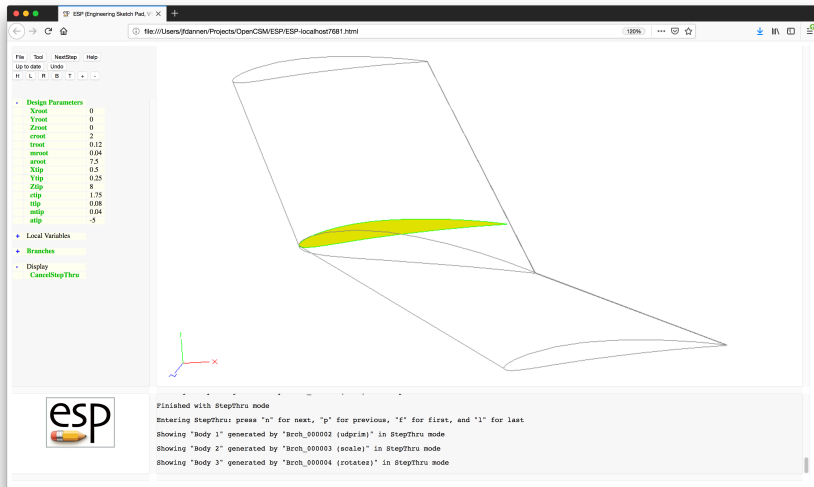 ESP (Engineering Sketch Pad, V
file:///Users/jfdannen/Projects/OpenCSM/ESP/ESP-localhost7681.html
120%
File Tool NextStep Help
Up to date Undo
H L R B T + -
- Design Parameters
Xroot 0
Yroot 0
Zroot 0
croot 2
troot 0.12
mroot 0.04
aroot 7.5
Xtip 0.5
Ytip 0.25
Ztip 8
ctip 1.75
ttip 0.08
mtip 0.04
atip -5
+ Local Variables
+ Branches
- Display
CancelStepThru
X
esp
Finished with StepThru mode
Entering StepThru: press "n" for next, "p" for previous, "f" for first, and "l" for last
Showing "Body 1" generated by "Brch_000002 (udprim)" in StepThru mode
Showing "Body 2" generated by "Brch_000003 (scale)" in StepThru mode
Showing "Body 3" generated by "Brch_000004 (rotatez)" in StepThru mode